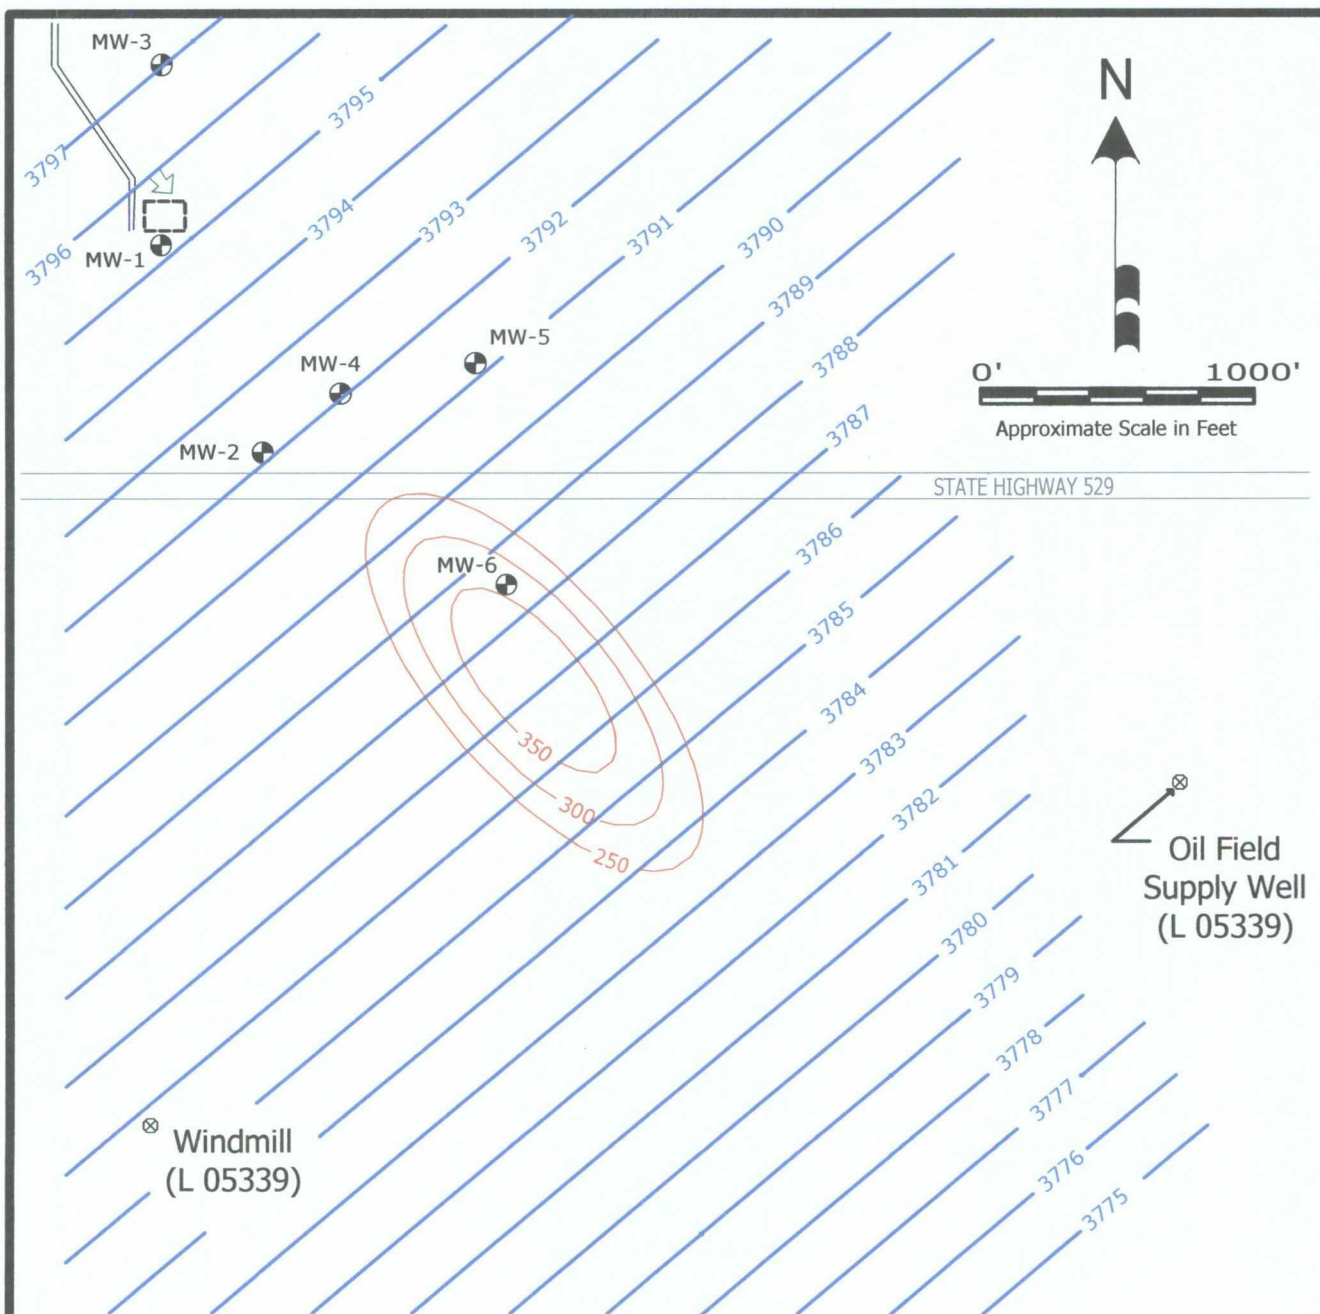 MW-3
N
3795
3797
3794
3793
3792
3791
3790
3796
MW-1
3789
MW-5
3788
MW-4
0' 1000'
Approximate Scale in Feet
3787
MW-2
STATE HIGHWAY 529
3786
MW-6
3785
3784
350
3783
300
3782
250
Oil Field
Supply Well
(L 05339)
3781
3780
3779
3778
3777
Windmill
(L 05339)
3776
3775